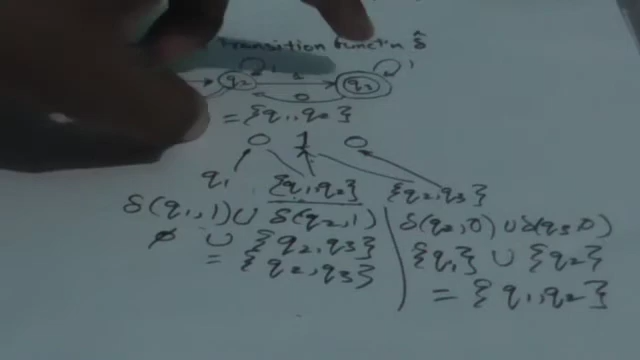 Transition function δ̂
q₂ q₃
1 0 1
= {q₁,q₂}
0 1 0
q₁ {q₁,q₂} {q₂,q₃}
δ(q₁,1) ∪ δ(q₂,1) δ(q₂,0) ∪ δ(q₃,0)
ø ∪ {q₂,q₃} {q₁} ∪ {q₂}
= {q₂,q₃} = {q₁,q₂}